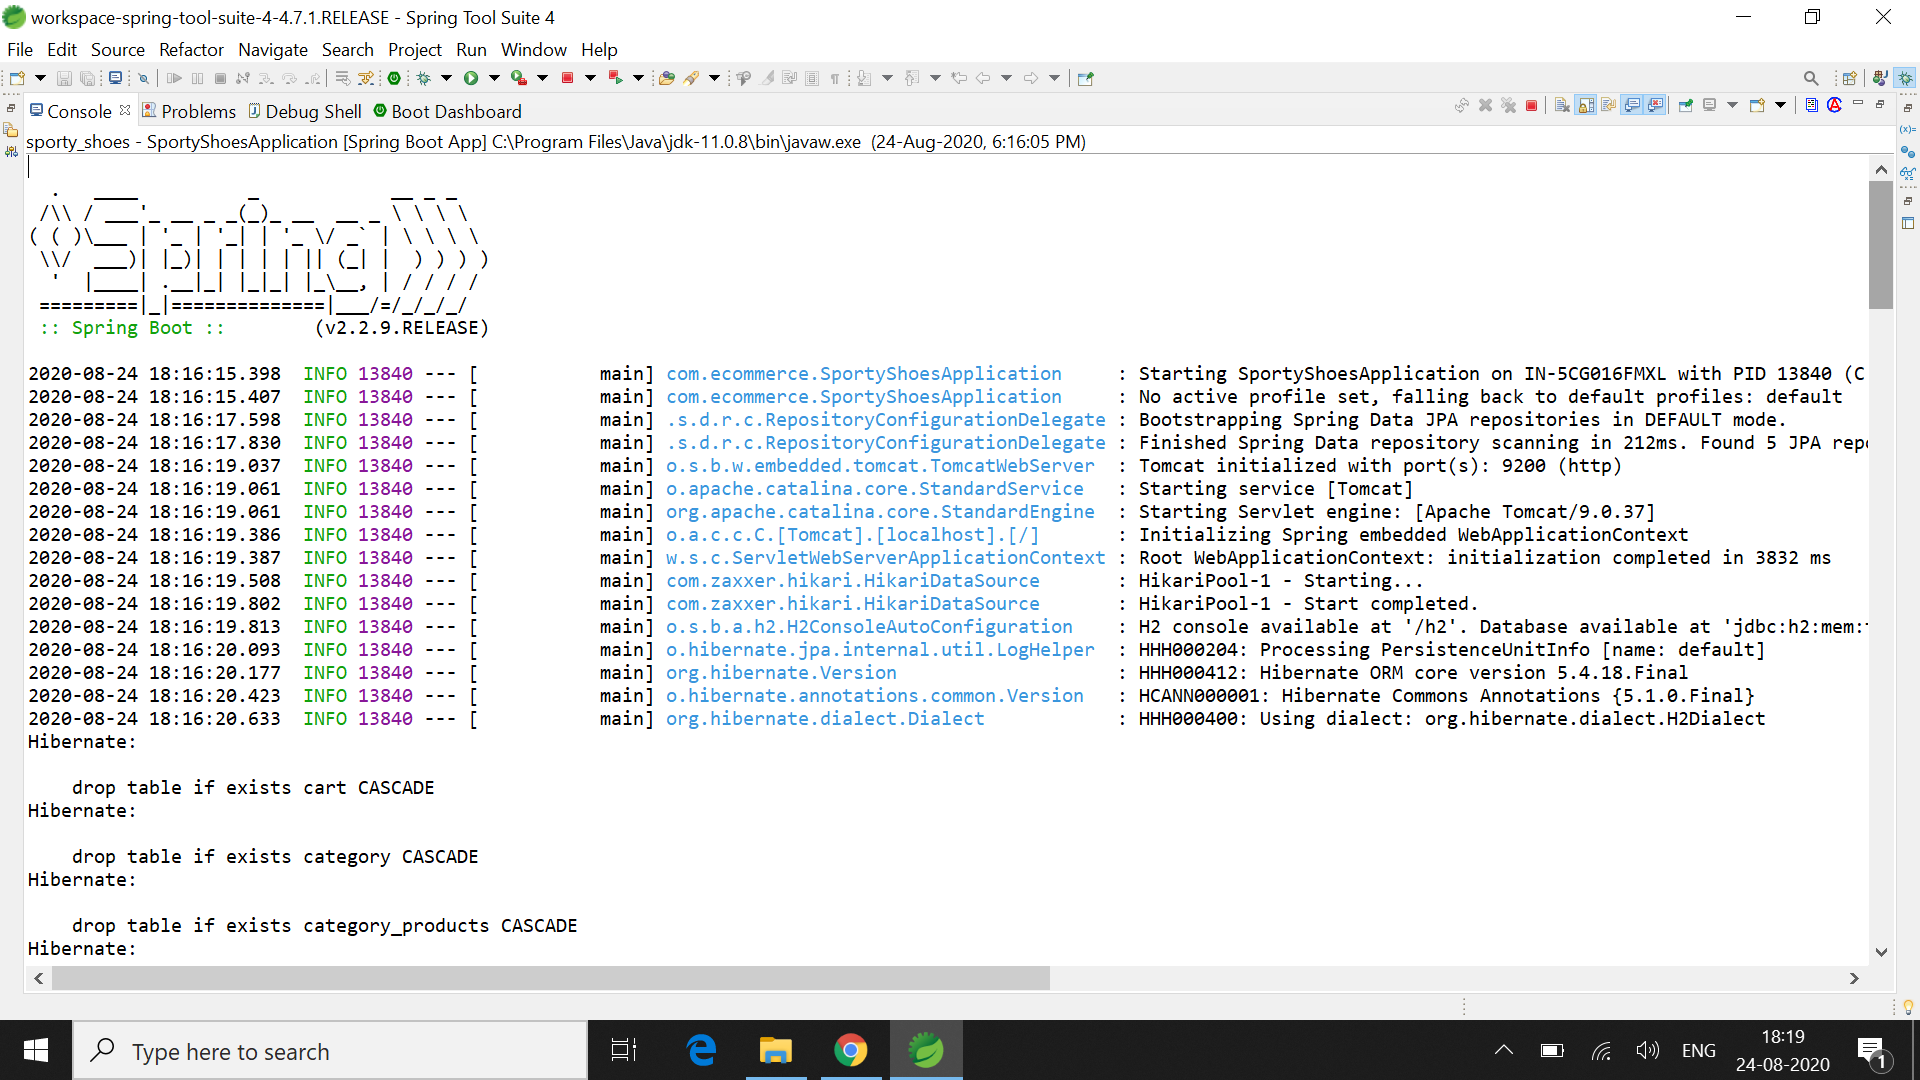 workspace-spring-tool-suite-4-4.7.1.RELEASE - Spring Tool Suite 4
File Edit Source Refactor Navigate Search Project Run Window Help
Console Problems Debug Shell Boot Dashboard
sporty_shoes - SportyShoesApplication [Spring Boot App] C:\Program Files\Java\jdk-11.0.8\bin\javaw.exe (24-Aug-2020, 6:16:05 PM)
  .   ____          _            __ _ _
 /\\ / ___'_ __ _ _(_)_ __  __ _ \ \ \ \
( ( )\___ | '_ | '_| | '_ \/ _` | \ \ \ \
 \\/  ___)| |_)| | | | | || (_| |  ) ) ) )
  '  |____| .__|_| |_|_| |_\__, | / / / /
 =========|_|==============|___/=/_/_/_/
 :: Spring Boot ::        (v2.2.9.RELEASE)
2020-08-24 18:16:15.398  INFO 13840 --- [           main] com.ecommerce.SportyShoesApplication     : Starting SportyShoesApplication on IN-5CG016FMXL with PID 13840 (C
2020-08-24 18:16:15.407  INFO 13840 --- [           main] com.ecommerce.SportyShoesApplication     : No active profile set, falling back to default profiles: default
2020-08-24 18:16:17.598  INFO 13840 --- [           main] .s.d.r.c.RepositoryConfigurationDelegate : Bootstrapping Spring Data JPA repositories in DEFAULT mode.
2020-08-24 18:16:17.830  INFO 13840 --- [           main] .s.d.r.c.RepositoryConfigurationDelegate : Finished Spring Data repository scanning in 212ms. Found 5 JPA repo
2020-08-24 18:16:19.037  INFO 13840 --- [           main] o.s.b.w.embedded.tomcat.TomcatWebServer  : Tomcat initialized with port(s): 9200 (http)
2020-08-24 18:16:19.061  INFO 13840 --- [           main] o.apache.catalina.core.StandardService   : Starting service [Tomcat]
2020-08-24 18:16:19.061  INFO 13840 --- [           main] org.apache.catalina.core.StandardEngine  : Starting Servlet engine: [Apache Tomcat/9.0.37]
2020-08-24 18:16:19.386  INFO 13840 --- [           main] o.a.c.c.C.[Tomcat].[localhost].[/]       : Initializing Spring embedded WebApplicationContext
2020-08-24 18:16:19.387  INFO 13840 --- [           main] w.s.c.ServletWebServerApplicationContext : Root WebApplicationContext: initialization completed in 3832 ms
2020-08-24 18:16:19.508  INFO 13840 --- [           main] com.zaxxer.hikari.HikariDataSource       : HikariPool-1 - Starting...
2020-08-24 18:16:19.802  INFO 13840 --- [           main] com.zaxxer.hikari.HikariDataSource       : HikariPool-1 - Start completed.
2020-08-24 18:16:19.813  INFO 13840 --- [           main] o.s.b.a.h2.H2ConsoleAutoConfiguration    : H2 console available at '/h2'. Database available at 'jdbc:h2:mem:
2020-08-24 18:16:20.093  INFO 13840 --- [           main] o.hibernate.jpa.internal.util.LogHelper  : HHH000204: Processing PersistenceUnitInfo [name: default]
2020-08-24 18:16:20.177  INFO 13840 --- [           main] org.hibernate.Version                    : HHH000412: Hibernate ORM core version 5.4.18.Final
2020-08-24 18:16:20.423  INFO 13840 --- [           main] o.hibernate.annotations.common.Version   : HCANN000001: Hibernate Commons Annotations {5.1.0.Final}
2020-08-24 18:16:20.633  INFO 13840 --- [           main] org.hibernate.dialect.Dialect            : HHH000400: Using dialect: org.hibernate.dialect.H2Dialect
Hibernate:
    drop table if exists cart CASCADE
Hibernate:
    drop table if exists category CASCADE
Hibernate:
    drop table if exists category_products CASCADE
Hibernate:
Type here to search
ENG
18:19
24-08-2020
1